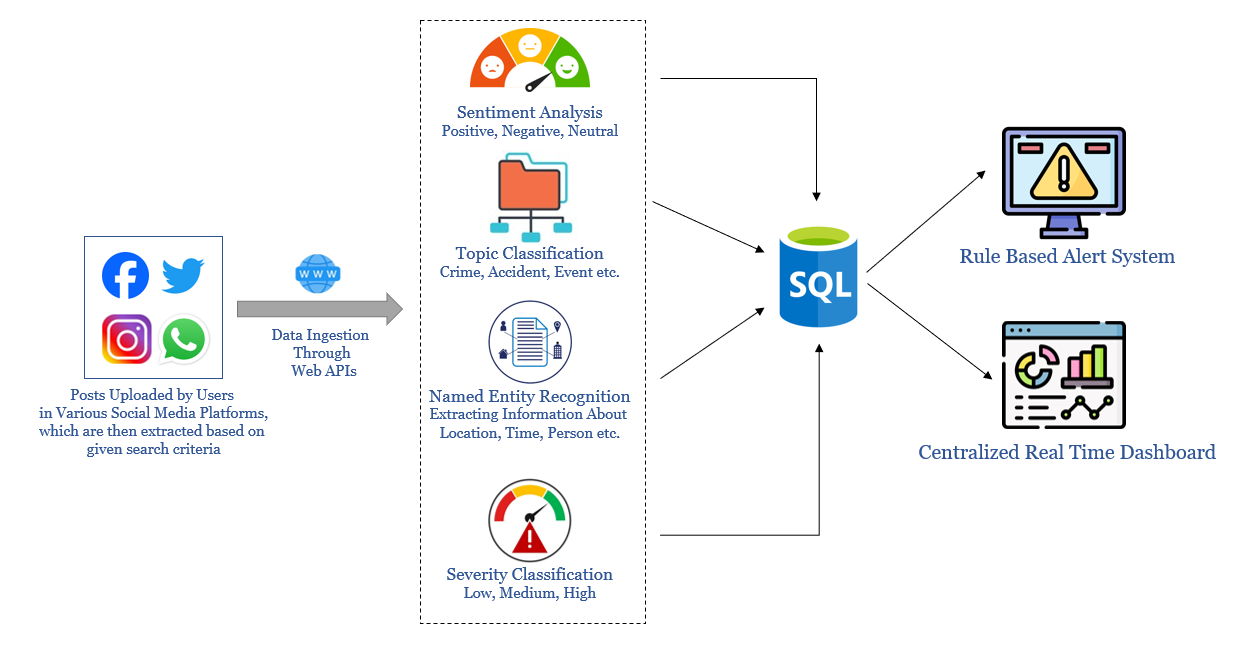 Posts Uploaded by Users
in Various Social Media Platforms,
which are then extracted based on
given search criteria
WWW
Data Ingestion
Through
Web APIs
Sentiment Analysis
Positive, Negative, Neutral
Topic Classification
Crime, Accident, Event etc.
Named Entity Recognition
Extracting Information About
Location, Time, Person etc.
Severity Classification
Low, Medium, High
SQL
Rule Based Alert System
Centralized Real Time Dashboard